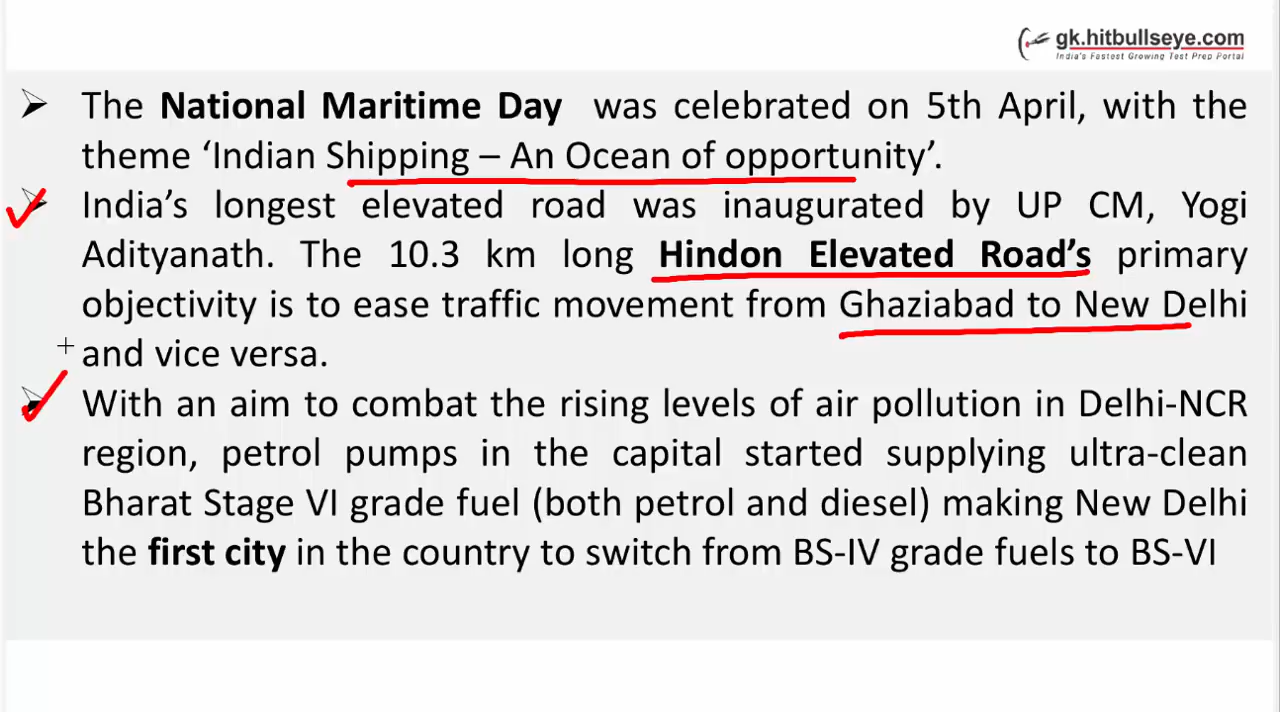 gk.hitbullseye.com
India's Fastest Growing Test Prep Portal
The National Maritime Day was celebrated on 5th April, with the
theme ‘Indian Shipping – An Ocean of opportunity’.
India’s longest elevated road was inaugurated by UP CM, Yogi
Adityanath. The 10.3 km long Hindon Elevated Road’s primary
objectivity is to ease traffic movement from Ghaziabad to New Delhi
and vice versa.
With an aim to combat the rising levels of air pollution in Delhi-NCR
region, petrol pumps in the capital started supplying ultra-clean
Bharat Stage VI grade fuel (both petrol and diesel) making New Delhi
the first city in the country to switch from BS-IV grade fuels to BS-VI